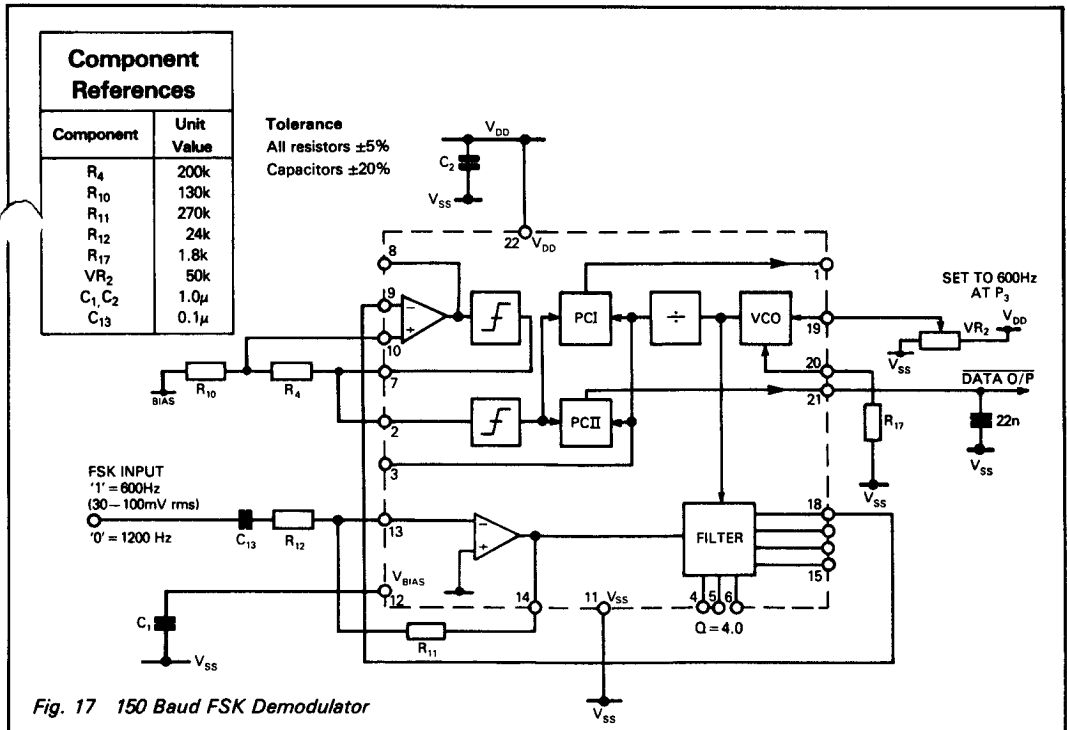 Component
References
Component Unit Value
R4 200k
R10 130k
R11 270k
R12 24k
R17 1.8k
VR2 50k
C1, C2 1.0μ
C13 0.1μ
Tolerance
All resistors ±5%
Capacitors ±20%
VDD
C2
VSS
22 VDD
8
9
10
7
2
3
13
12
−
+
PCI
÷
VCO
PCII
1
19
20
21
SET TO 600Hz
AT P3
VR2
VDD
VSS
DATA O/P
22n
VSS
R17
VSS
BIAS
R10
R4
FSK INPUT
'1' = 600Hz
(30–100mV rms)
'0' = 1200 Hz
C13
R12
−
+
VBIAS
FILTER
18
15
4 5 6
Q = 4.0
14
11 VSS
C1
VSS
R11
VSS
Fig. 17 150 Baud FSK Demodulator